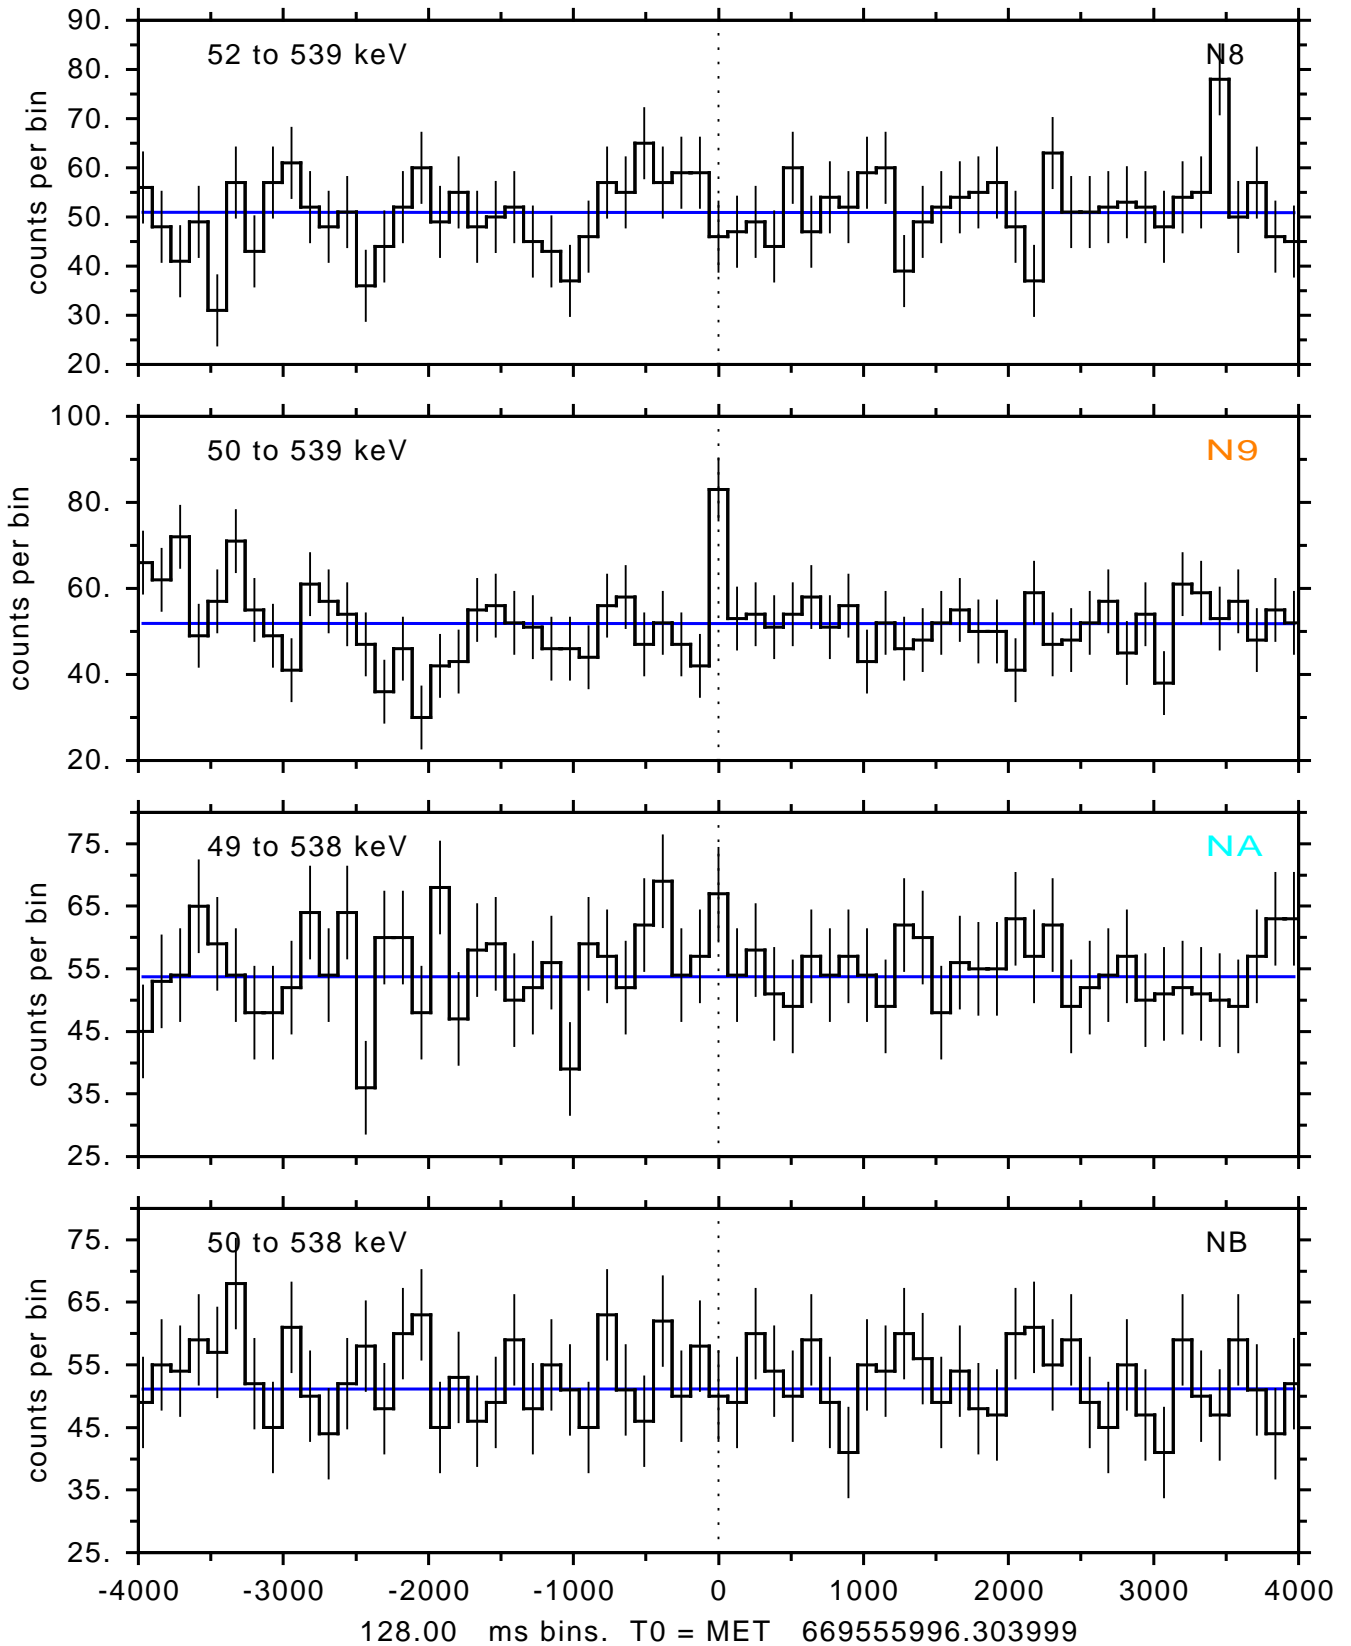 90.
52 to 539 keV N8
80.
70.
60.
50.
40.
30.
20.
counts per bin
100.
50 to 539 keV N9
80.
60.
40.
20.
counts per bin
49 to 538 keV NA
75.
65.
55.
45.
35.
25.
counts per bin
50 to 538 keV NB
75.
65.
55.
45.
35.
25.
counts per bin
-4000 -3000 -2000 -1000 0 1000 2000 3000 4000
128.00 ms bins. T0 = MET 669555996.303999